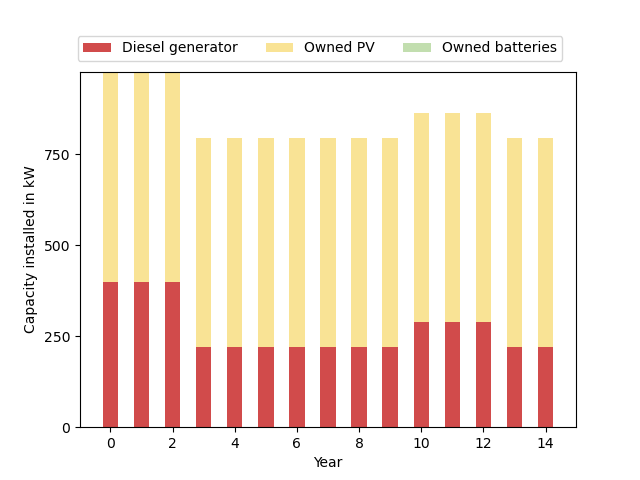 Diesel generator Owned PV Owned batteries
750
500
250
0
Capacity installed in kW
0 2 4 6 8 10 12 14
Year